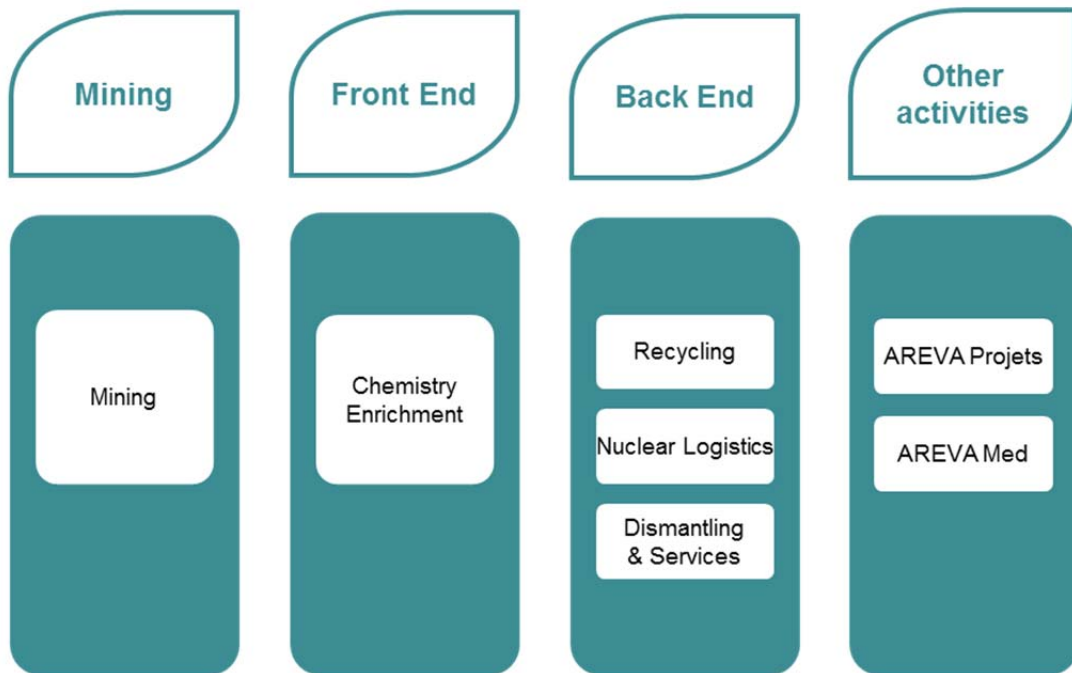 Mining
Front End
Back End
Other
activities
Mining
Chemistry
Enrichment
Recycling
Nuclear Logistics
Dismantling
& Services
AREVA Projets
AREVA Med